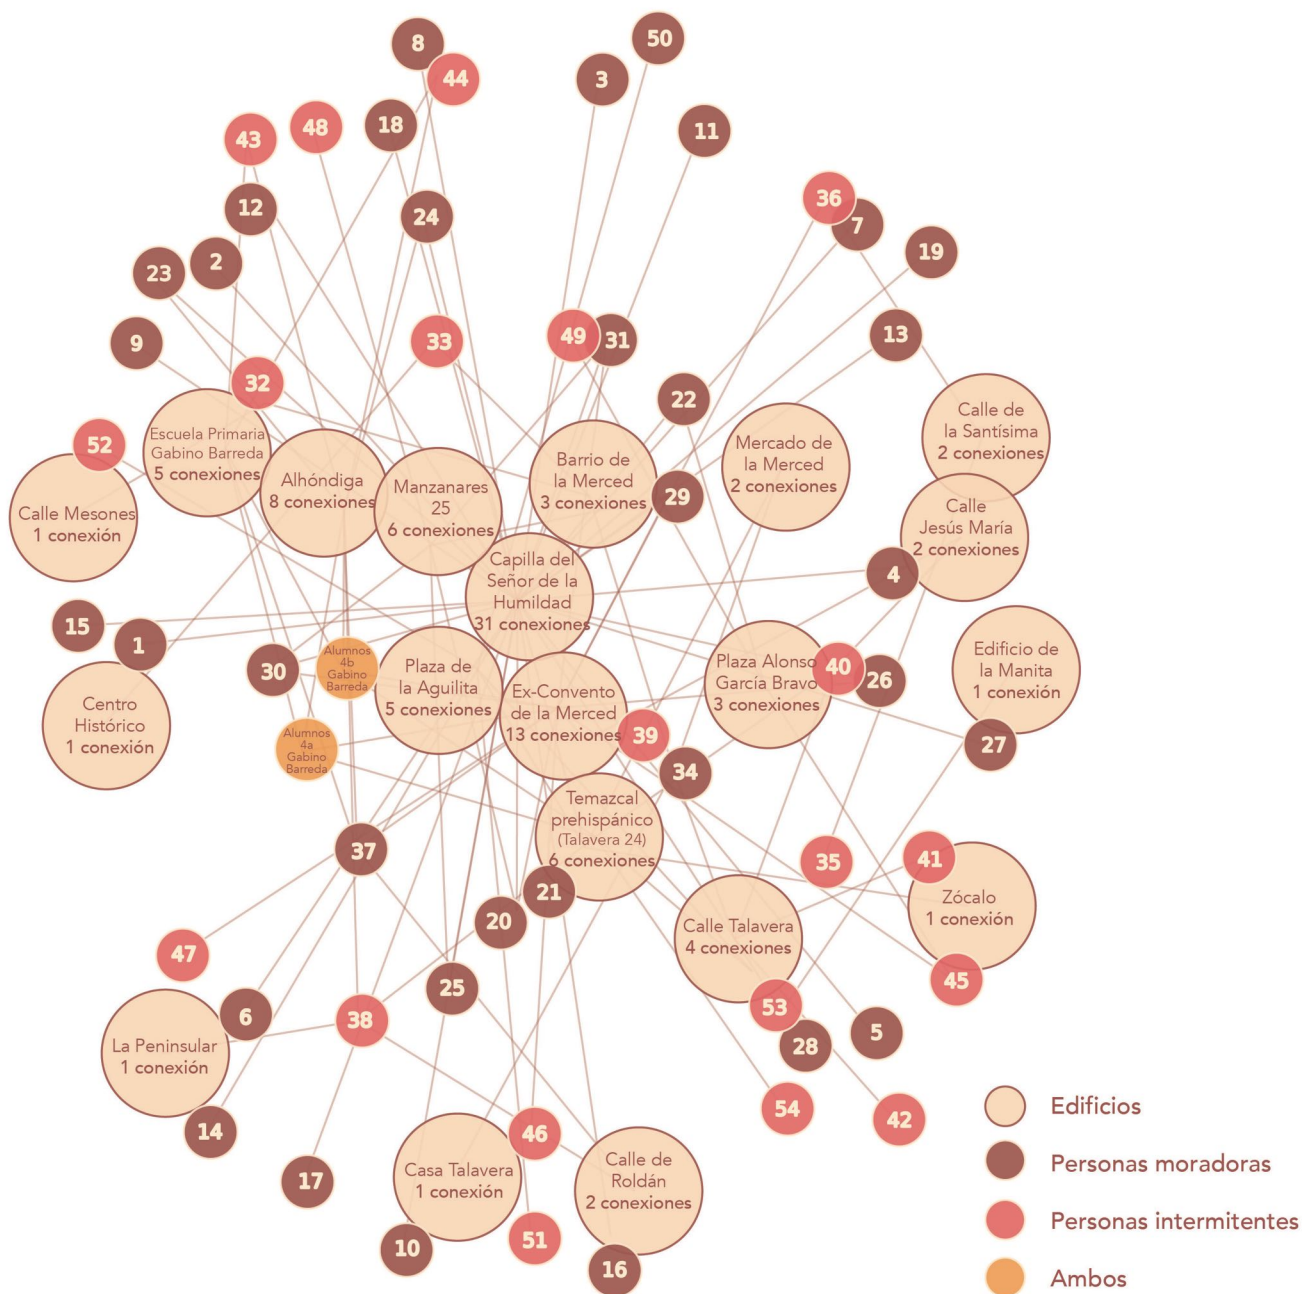 8
44
50
3
43
48
18
11
12
24
36
7
23
2
19
9
33
49
31
13
32
22
52
Escuela Primaria
Gabino Barreda
5 conexiones
Alhóndiga
8 conexiones
Manzanares
25
6 conexiones
Barrio de
la Merced
3 conexiones
29
Mercado de
la Merced
2 conexiones
Calle de
la Santísima
2 conexiones
Calle Mesones
1 conexión
Calle
Jesús María
2 conexiones
Capilla del
Señor de la
Humildad
31 conexiones
4
15
1
30
Alumnos
4b
Gabino
Barreda
Plaza de
la Aguilita
5 conexiones
Ex-Convento
de la Merced
13 conexiones
Plaza Alonso
García Bravo
3 conexiones
40
26
Edificio de
la Manita
1 conexión
Centro
Histórico
1 conexión
Alumnos
4a
Gabino
Barreda
39
34
27
Temazcal
prehispánico
(Talavera 24)
6 conexiones
37
21
20
35
41
Zócalo
1 conexión
Calle Talavera
4 conexiones
47
25
45
6
38
53
28
5
La Peninsular
1 conexión
54
42
14
17
46
Casa Talavera
1 conexión
Calle de
Roldán
2 conexiones
10
51
16
Edificios
Personas moradoras
Personas intermitentes
Ambos